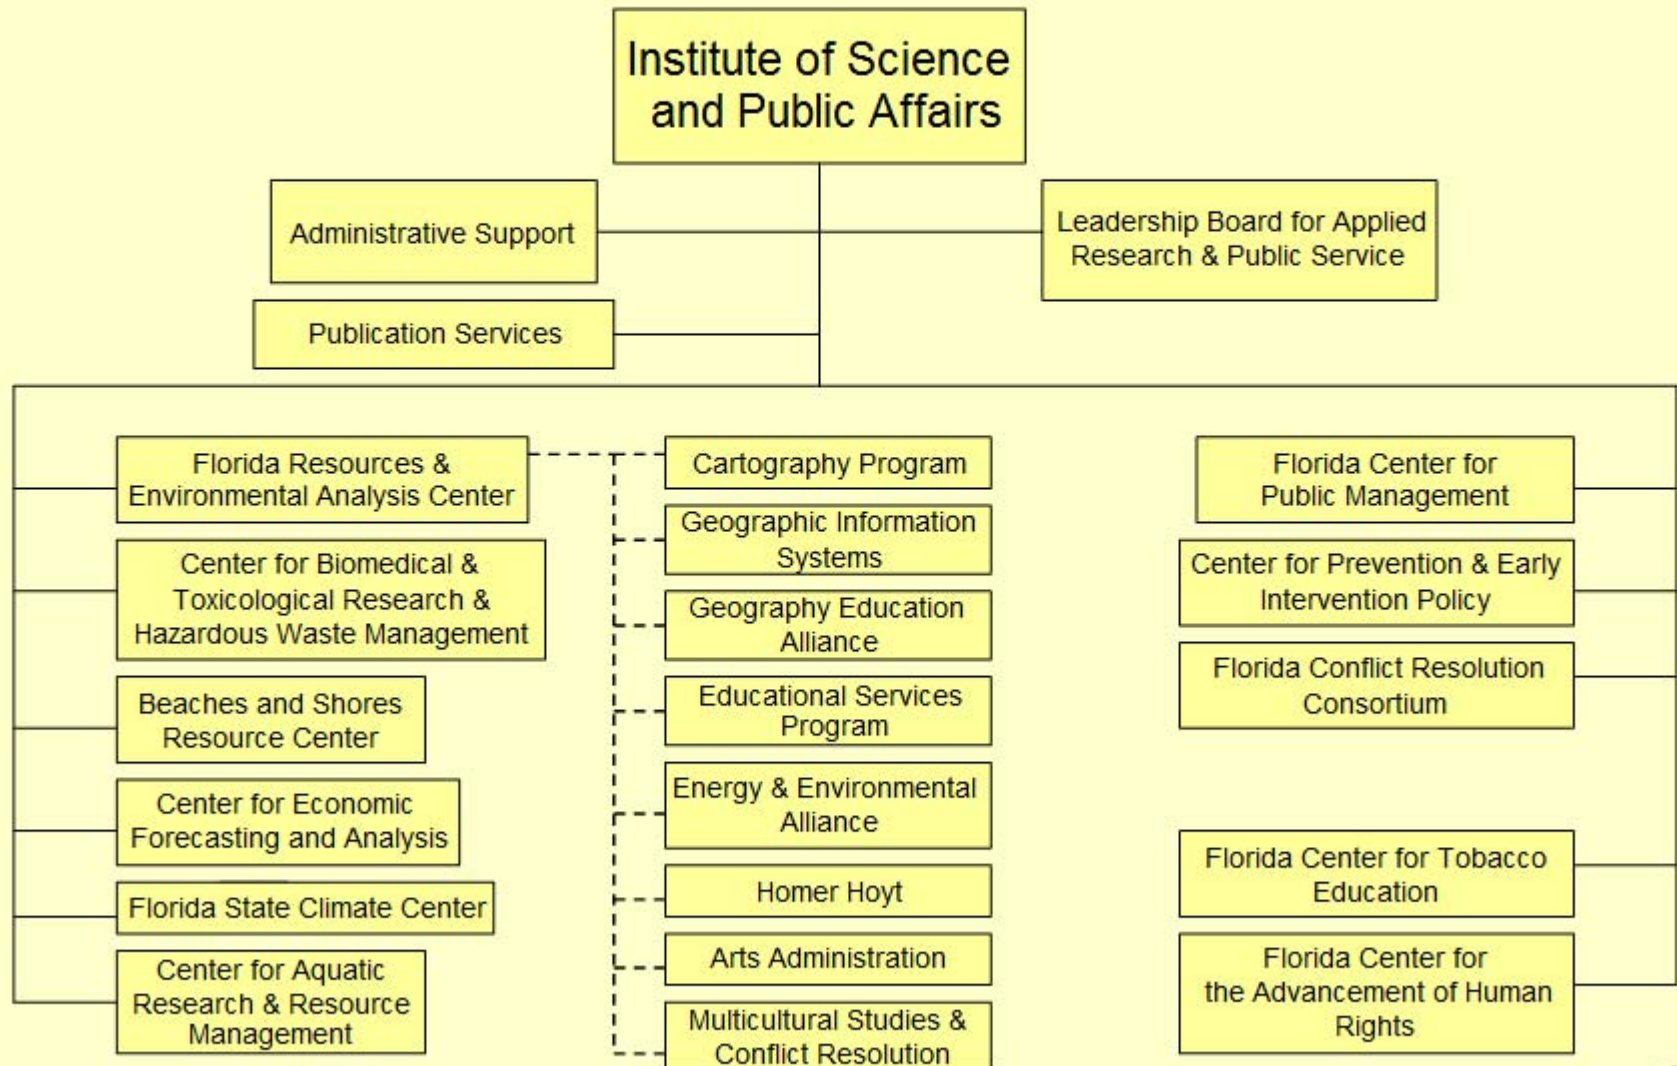 Institute of Science
and Public Affairs
Administrative Support
Leadership Board for Applied
Research & Public Service
Publication Services
Florida Resources &
Environmental Analysis Center
Center for Biomedical &
Toxicological Research &
Hazardous Waste Management
Beaches and Shores
Resource Center
Center for Economic
Forecasting and Analysis
Florida State Climate Center
Center for Aquatic
Research & Resource
Management
Cartography Program
Geographic Information
Systems
Geography Education
Alliance
Educational Services
Program
Energy & Environmental
Alliance
Homer Hoyt
Arts Administration
Multicultural Studies &
Conflict Resolution
Florida Center for
Public Management
Center for Prevention & Early
Intervention Policy
Florida Conflict Resolution
Consortium
Florida Center for Tobacco
Education
Florida Center for
the Advancement of Human
Rights